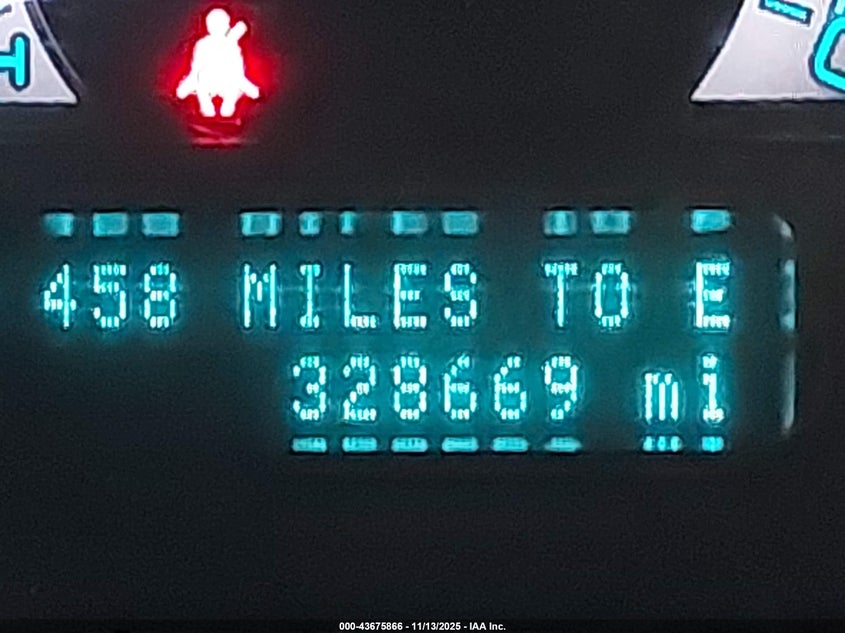 458 MILES TO E
328669 mi
000-43675866 - 11/13/2025 - IAA Inc.